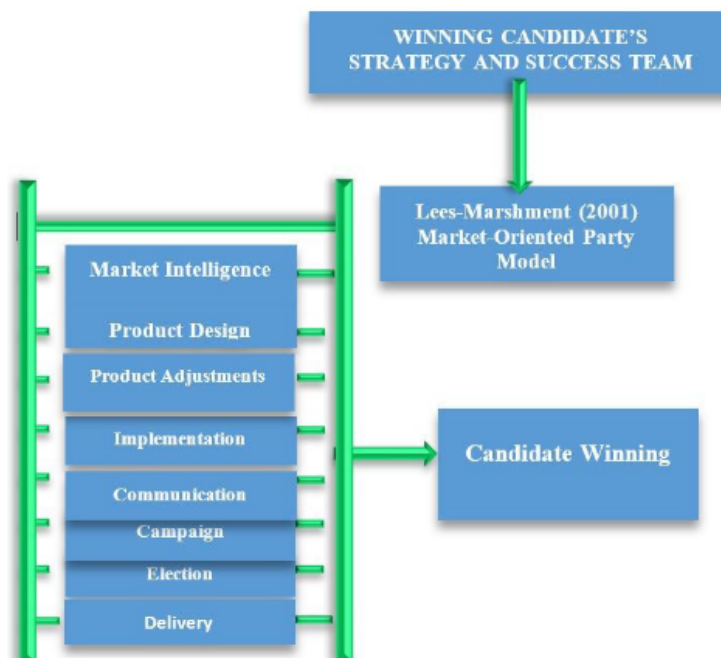 WINNING CANDIDATE’S
STRATEGY AND SUCCESS TEAM
Lees-Marshment (2001)
Market-Oriented Party
Model
Market Intelligence
Product Design
Product Adjustments
Implementation
Communication
Campaign
Election
Delivery
Candidate Winning